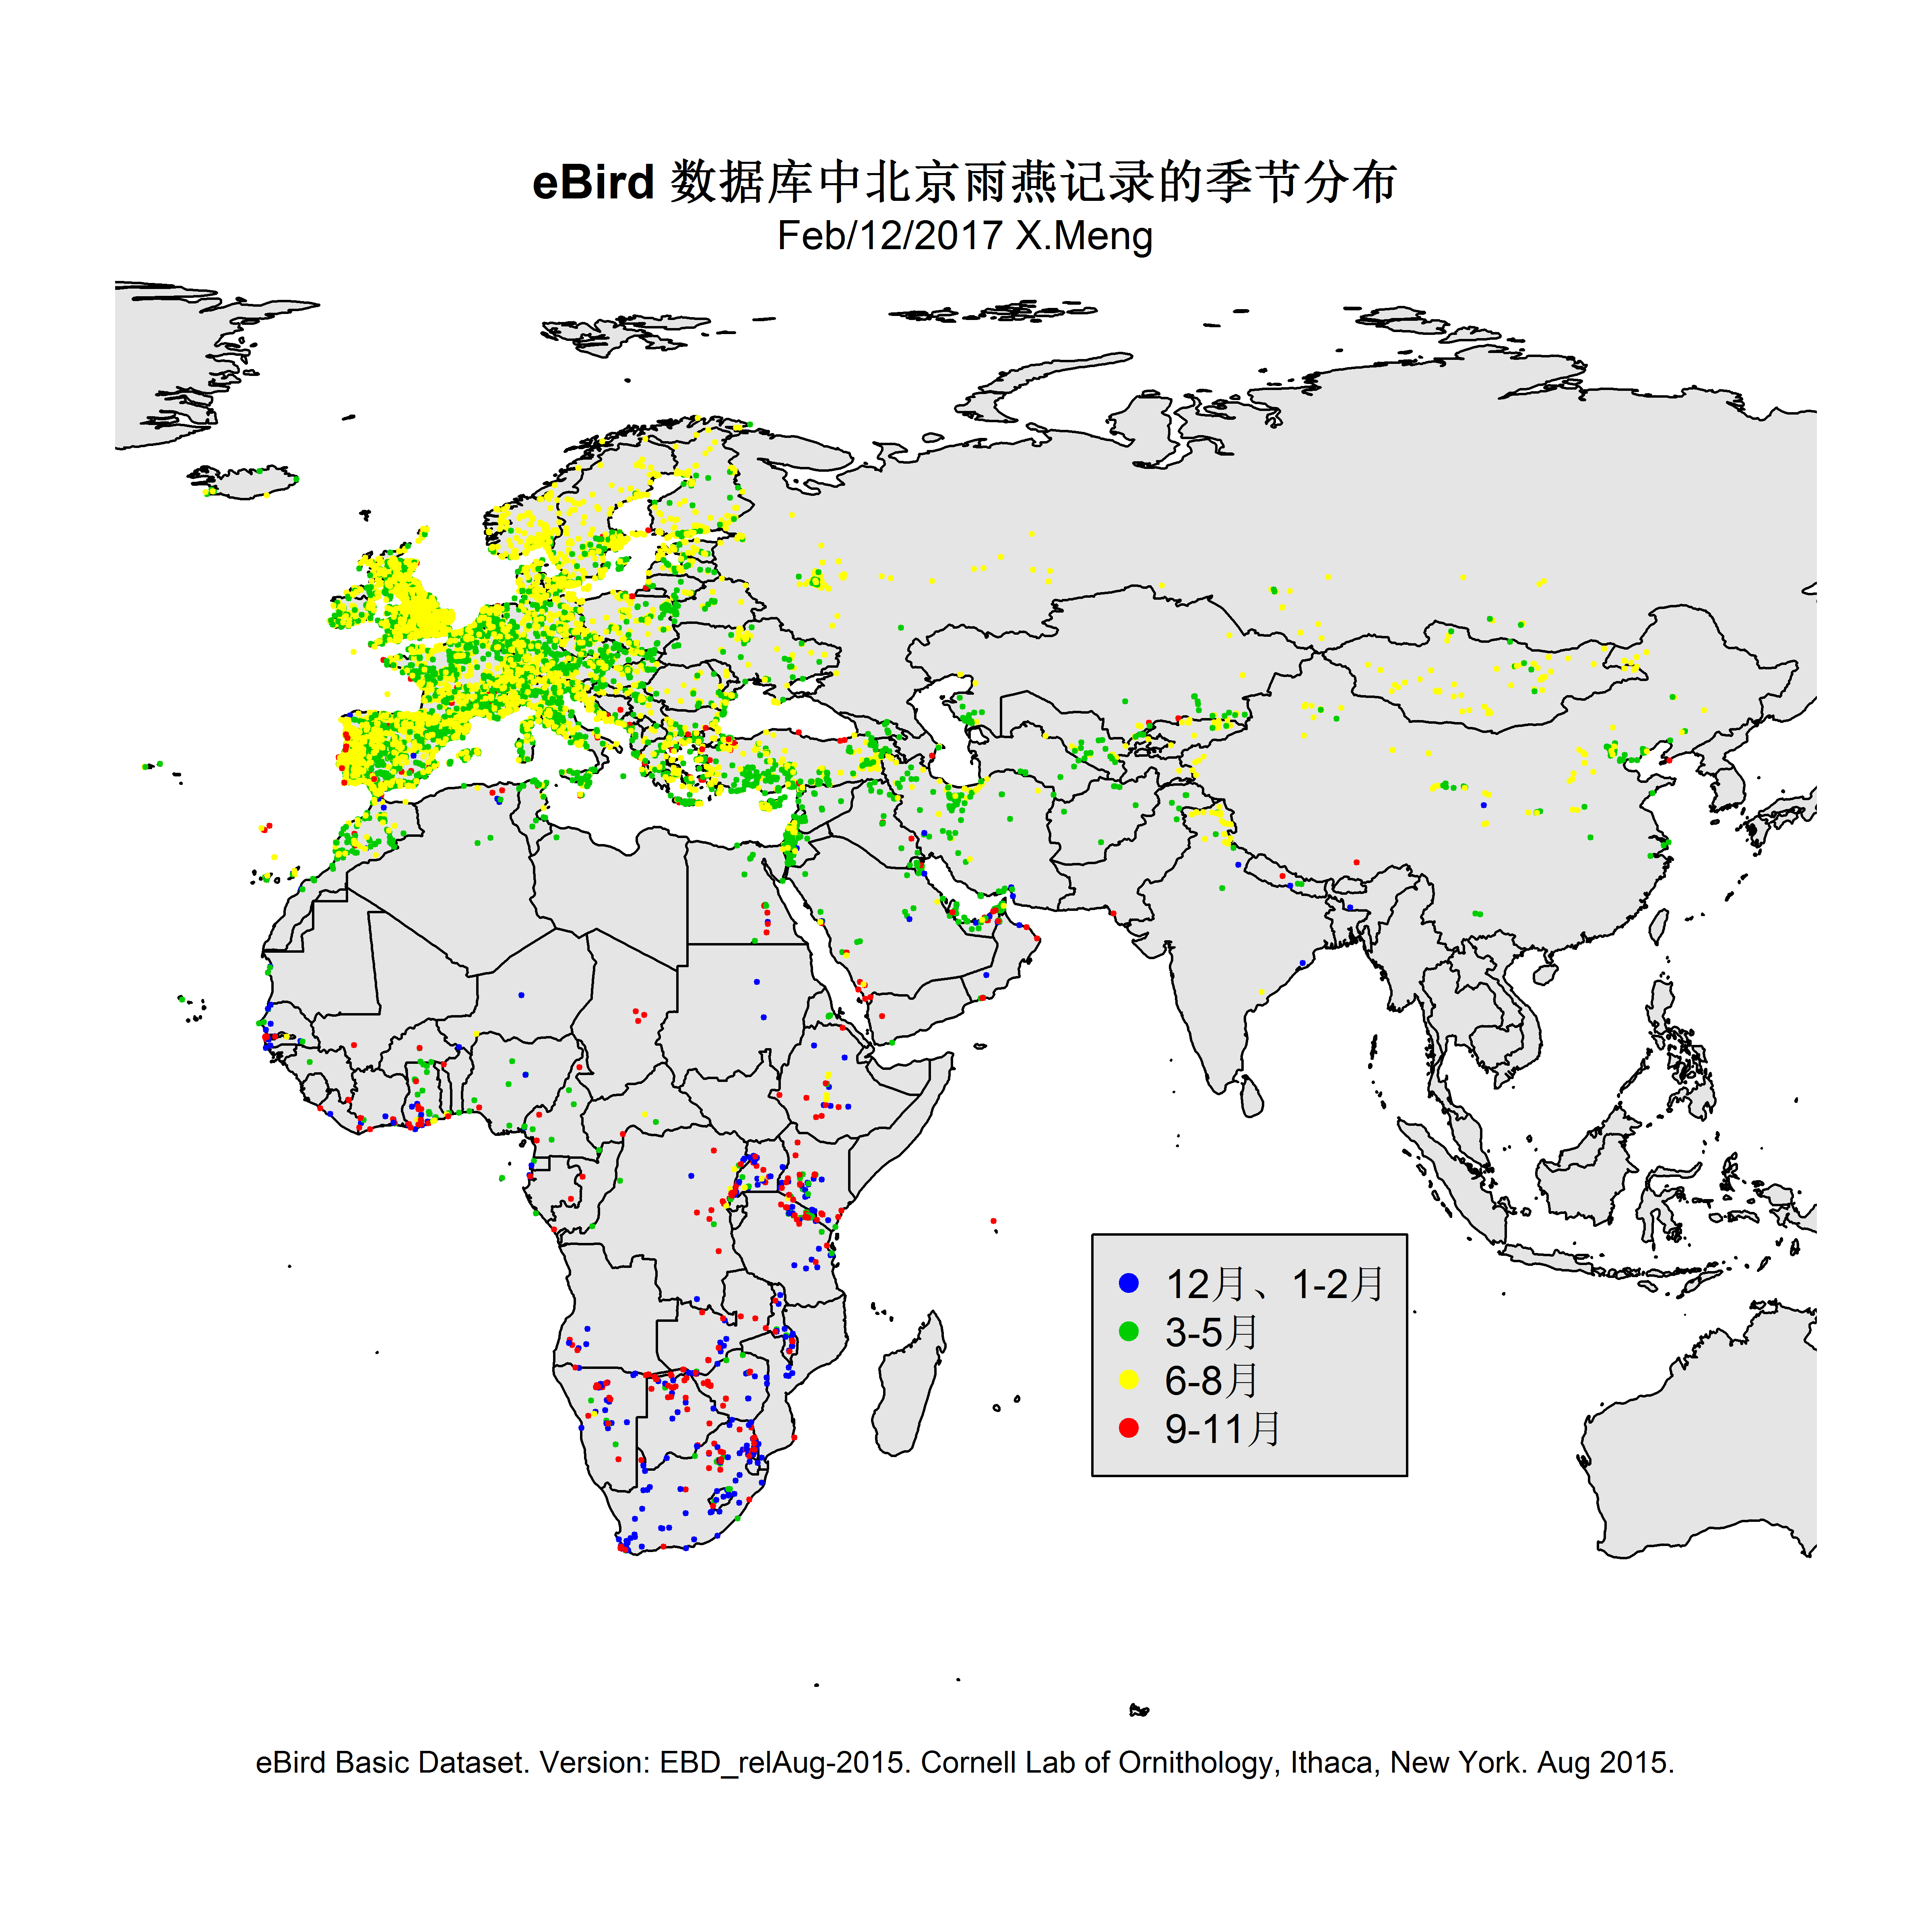 eBird 数据库中北京雨燕记录的季节分布
Feb/12/2017 X.Meng
12月、1-2月
3-5月
6-8月
9-11月
eBird Basic Dataset. Version: EBD_relAug-2015. Cornell Lab of Ornithology, Ithaca, New York. Aug 2015.